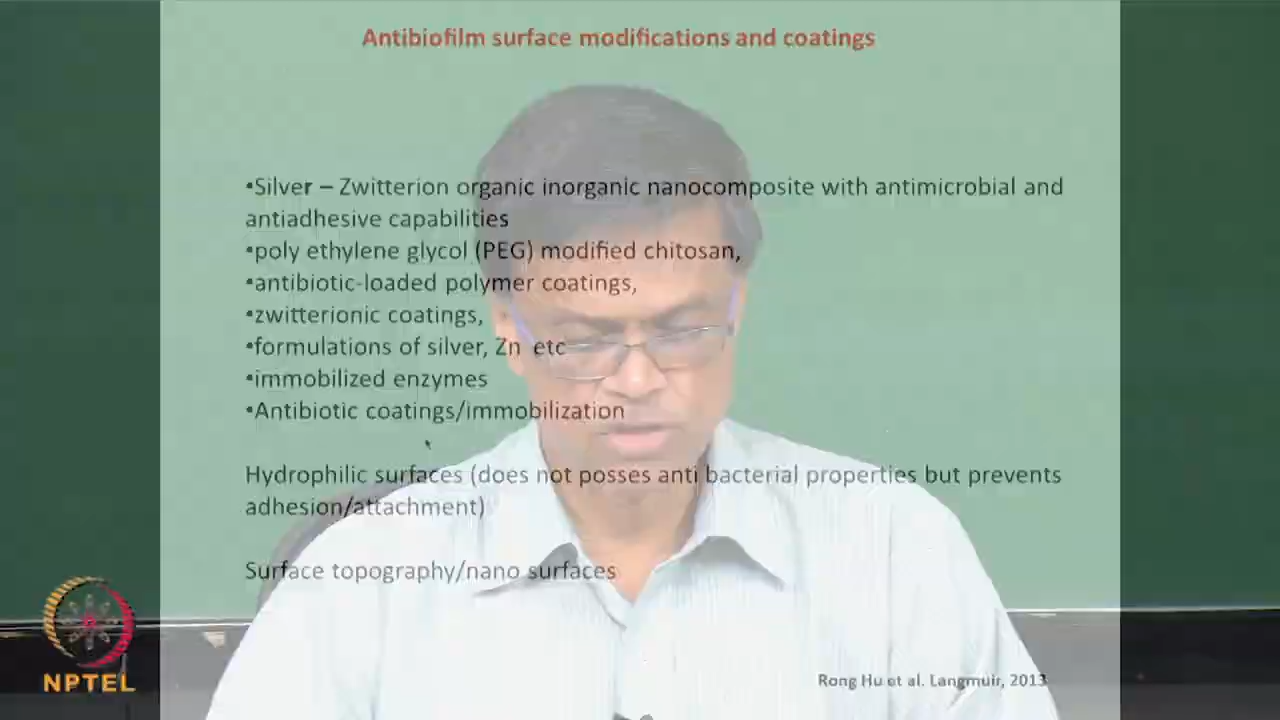 Antibiofilm surface modifications and coatings
•Silver – Zwitterion organic inorganic nanocomposite with antimicrobial and
antiadhesive capabilities
•poly ethylene glycol (PEG) modified chitosan,
•antibiotic-loaded polymer coatings,
•zwitterionic coatings,
•formulations of silver, Zn etc
•immobilized enzymes
•Antibiotic coatings/immobilization
Hydrophilic surfaces (does not posses anti bacterial properties but prevents
adhesion/attachment)
Surface topography/nano surfaces
Rong Hu et al. Langmuir, 2013
NPTEL